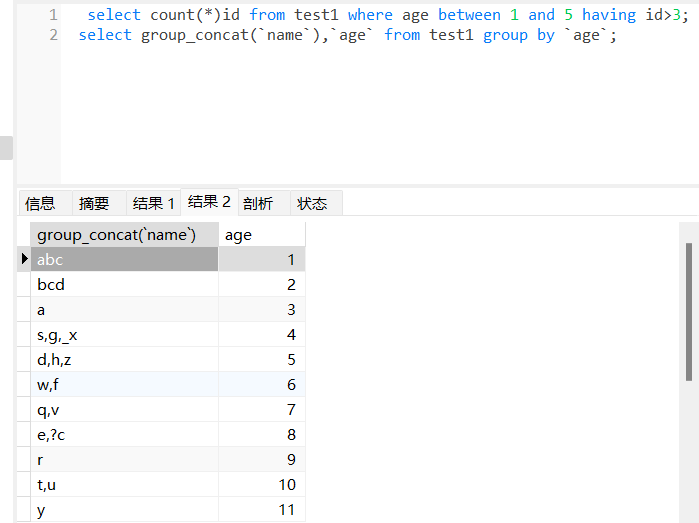 1 select count(*)id from test1 where age between 1 and 5 having id>3;
2 select group_concat(`name`),`age` from test1 group by `age`;
信息 摘要 结果 1 结果 2 剖析 状态
group_concat(`name`) age
abc 1
bcd 2
a 3
s,g,_x 4
d,h,z 5
w,f 6
q,v 7
e,?c 8
r 9
t,u 10
y 11